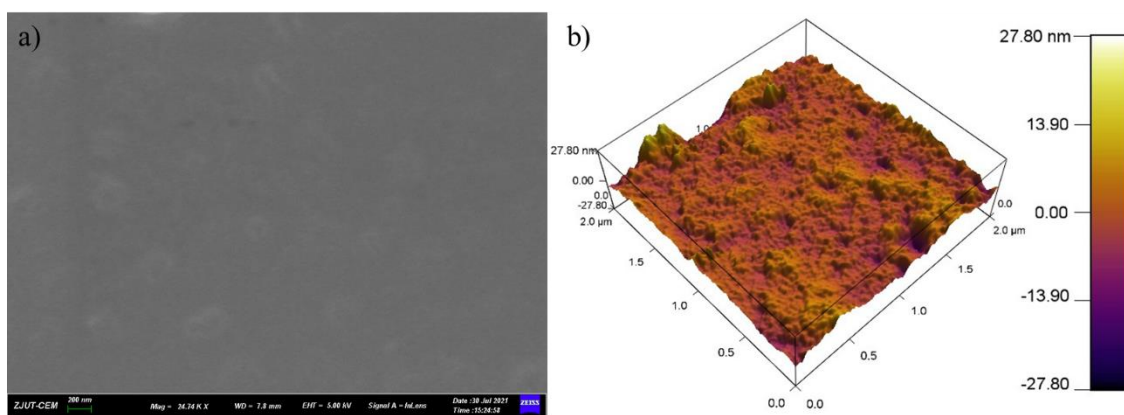 a)
ZJUT-CEM
200 nm
Mag = 24.74 K X
WD = 7.8 mm
EHT = 5.00 kV
Signal A = InLens
Date :30 Jul 2021
Time :15:24:58
ZEISS
b)
27.80 nm
0.00
-27.80
0.0
2.0 µm
1.5
1.0
0.5
0.0
0.0
0.5
1.0
1.5
2.0 µm
0.0
1.0
27.80 nm
13.90
0.00
-13.90
-27.80